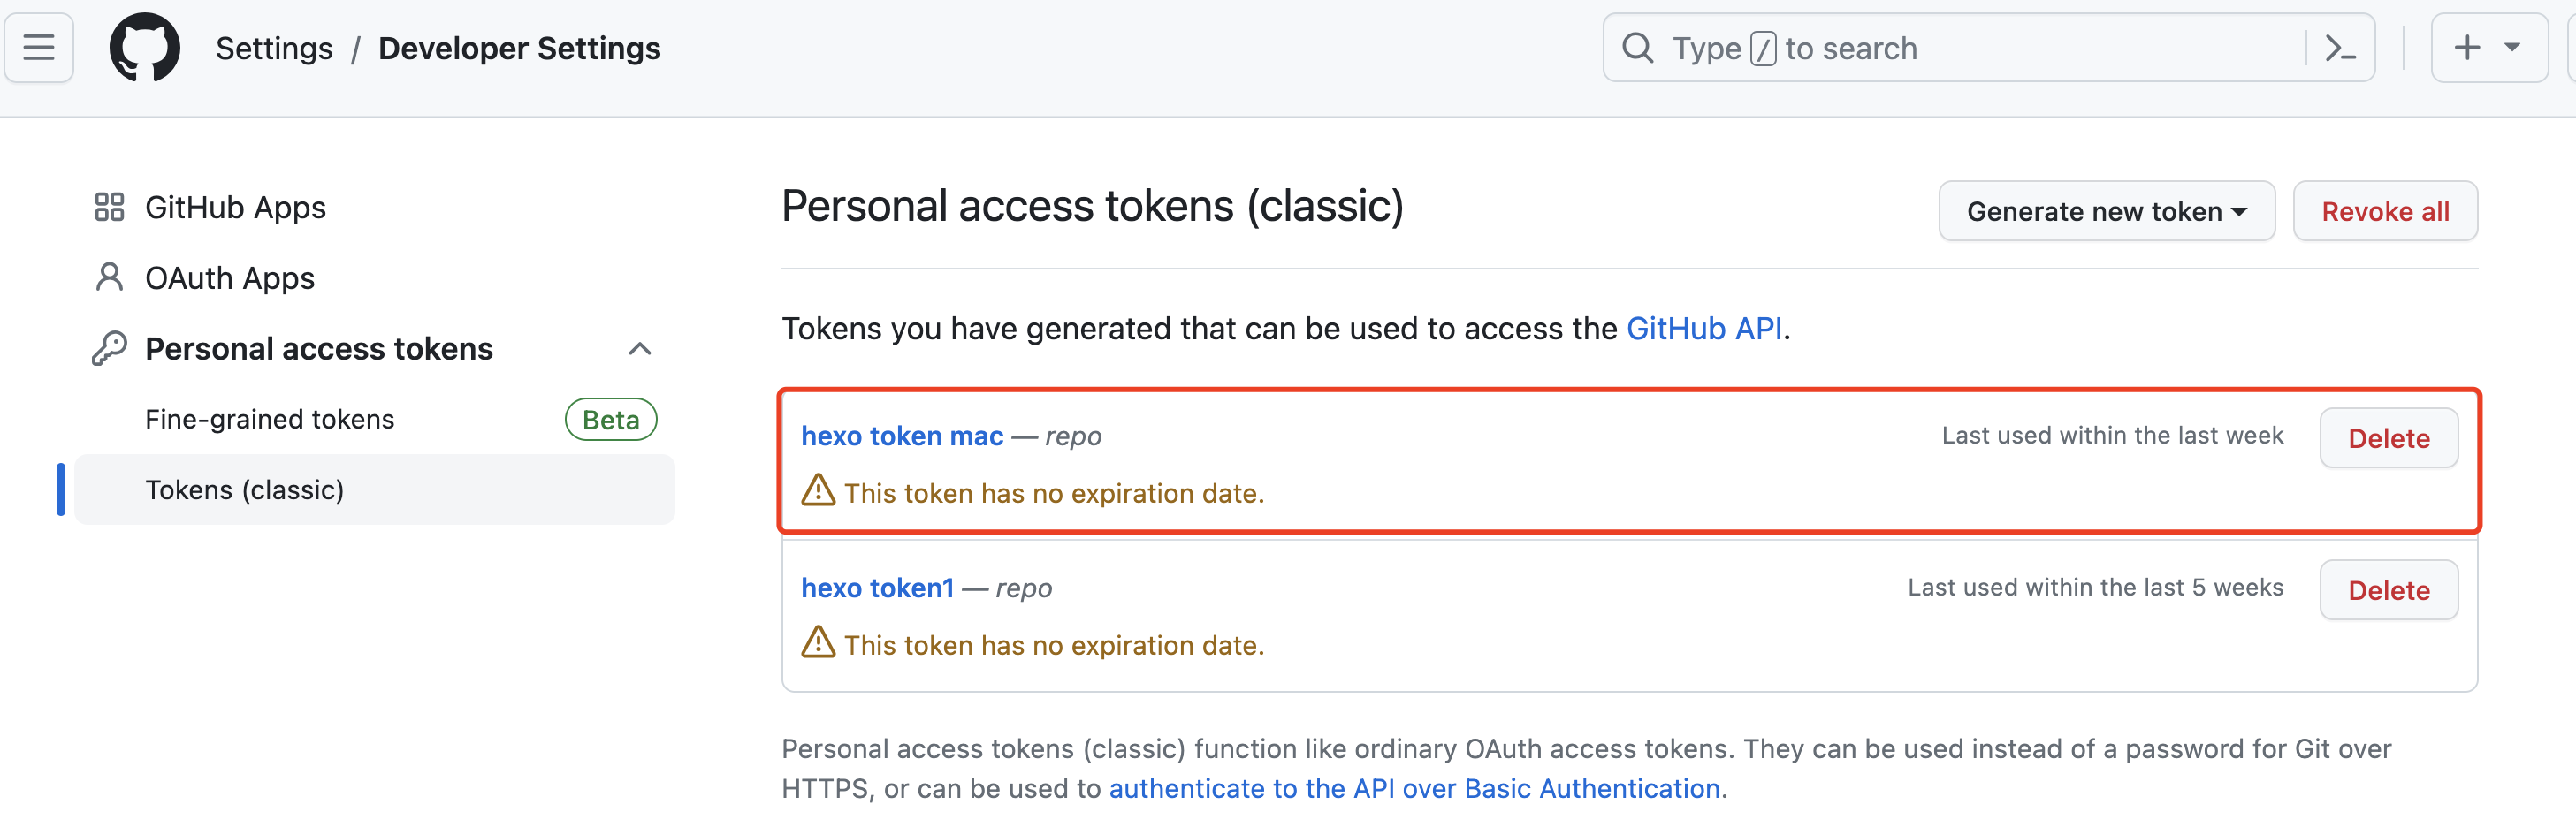 Settings / Developer Settings
Type / to search
GitHub Apps
OAuth Apps
Personal access tokens
Fine-grained tokens Beta
Tokens (classic)
Personal access tokens (classic)
Generate new token
Revoke all
Tokens you have generated that can be used to access the GitHub API.
hexo token mac — repo
Last used within the last week
Delete
This token has no expiration date.
hexo token1 — repo
Last used within the last 5 weeks
Delete
This token has no expiration date.
Personal access tokens (classic) function like ordinary OAuth access tokens. They can be used instead of a password for Git over
HTTPS, or can be used to authenticate to the API over Basic Authentication.